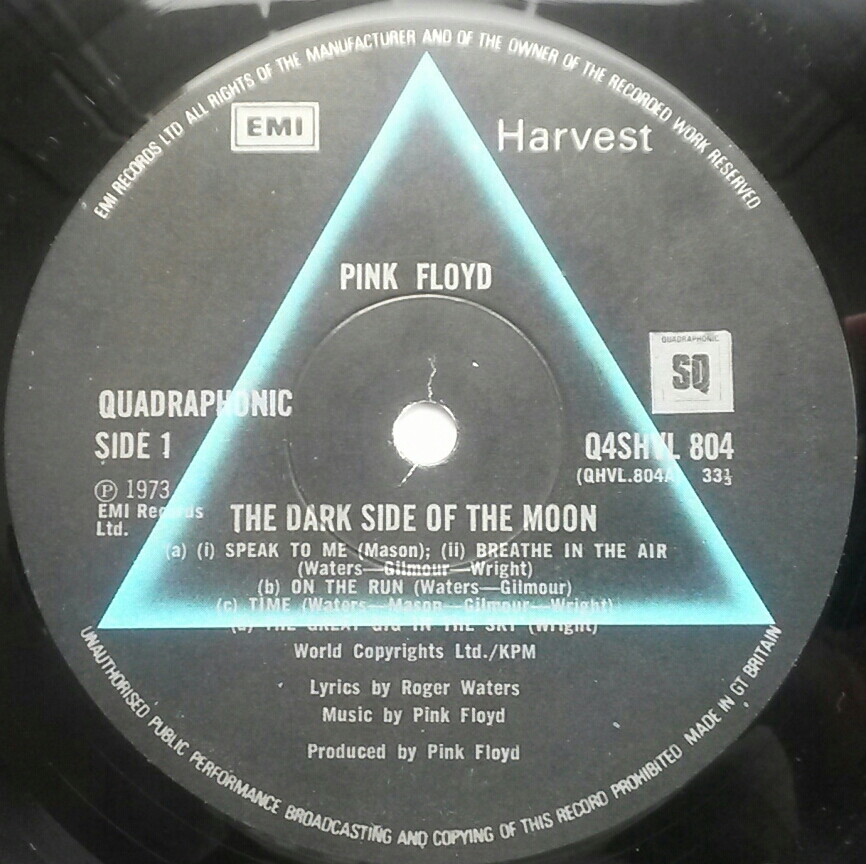 EMI RECORDS LTD ALL RIGHTS OF THE MANUFACTURER AND OF THE OWNER OF THE RECORDED WORK RESERVED
EMI
Harvest
PINK FLOYD
QUADRAPHONIC
SQ
QUADRAPHONIC
SIDE 1
Q4SHVL 804
(QHVL.804A 33⅓
Ⓟ 1973
EMI Records
Ltd.
THE DARK SIDE OF THE MOON
(a) (i) SPEAK TO ME (Mason); (ii) BREATHE IN THE AIR
(Waters—Gilmour—Wright)
(b) ON THE RUN (Waters—Gilmour)
(c) TIME (Waters—Mason—Gilmour—Wright)
(d) THE GREAT GIG IN THE SKY (Wright)
World Copyrights Ltd./KPM
Lyrics by Roger Waters
Music by Pink Floyd
Produced by Pink Floyd
UNAUTHORISED PUBLIC PERFORMANCE BROADCASTING AND COPYING OF THIS RECORD PROHIBITED MADE IN GT BRITAIN